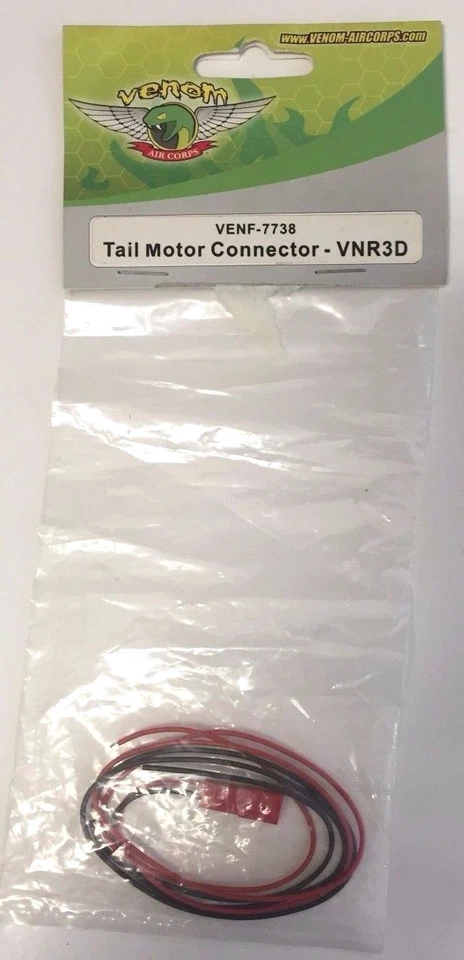 www.VENOM-AIRCORPS.com
venom
AIR CORPS
VENF-7738
Tail Motor Connector - VNR3D